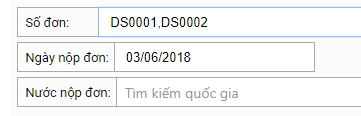 Số đơn: DS0001,DS0002
Ngày nộp đơn: 03/06/2018
Nước nộp đơn: Tìm kiếm quốc gia